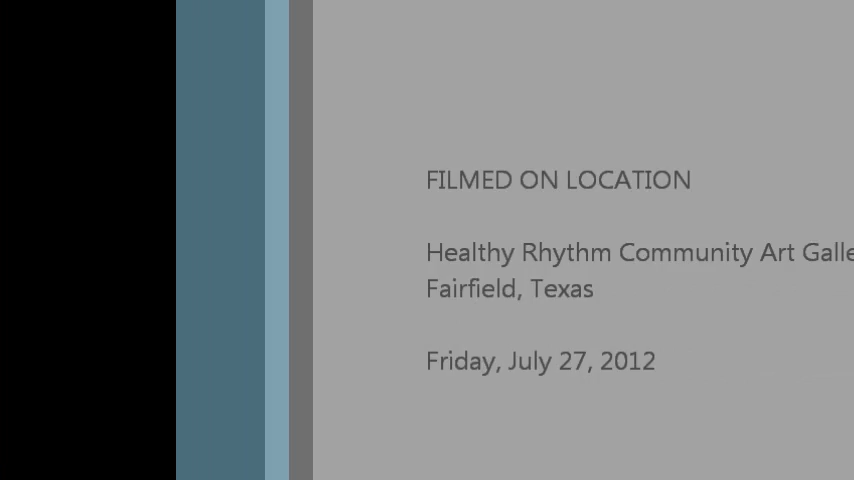 FILMED ON LOCATION
Healthy Rhythm Community Art Galle
Fairfield, Texas
Friday, July 27, 2012